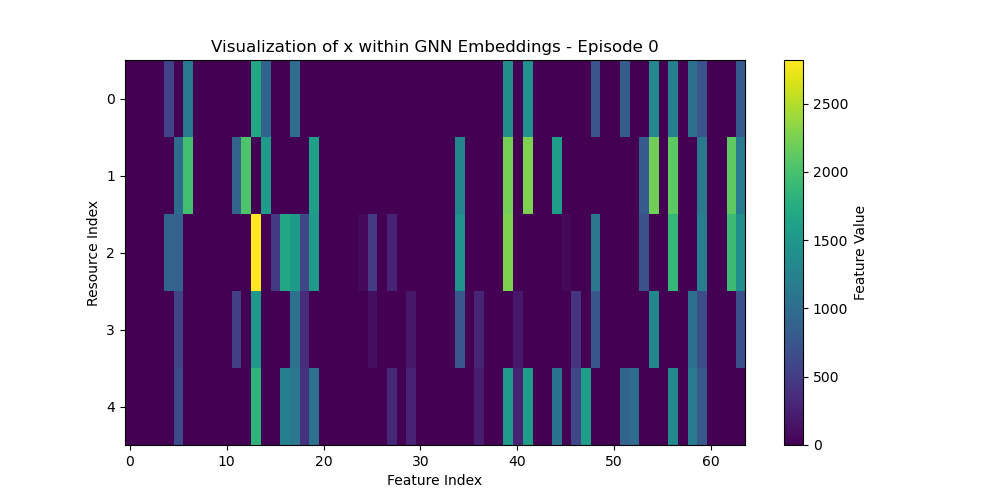 Visualization of x within GNN Embeddings - Episode 0
0
1
2
3
4
Resource Index
0 10 20 30 40 50 60
Feature Index
2500
2000
1500
1000
500
0
Feature Value